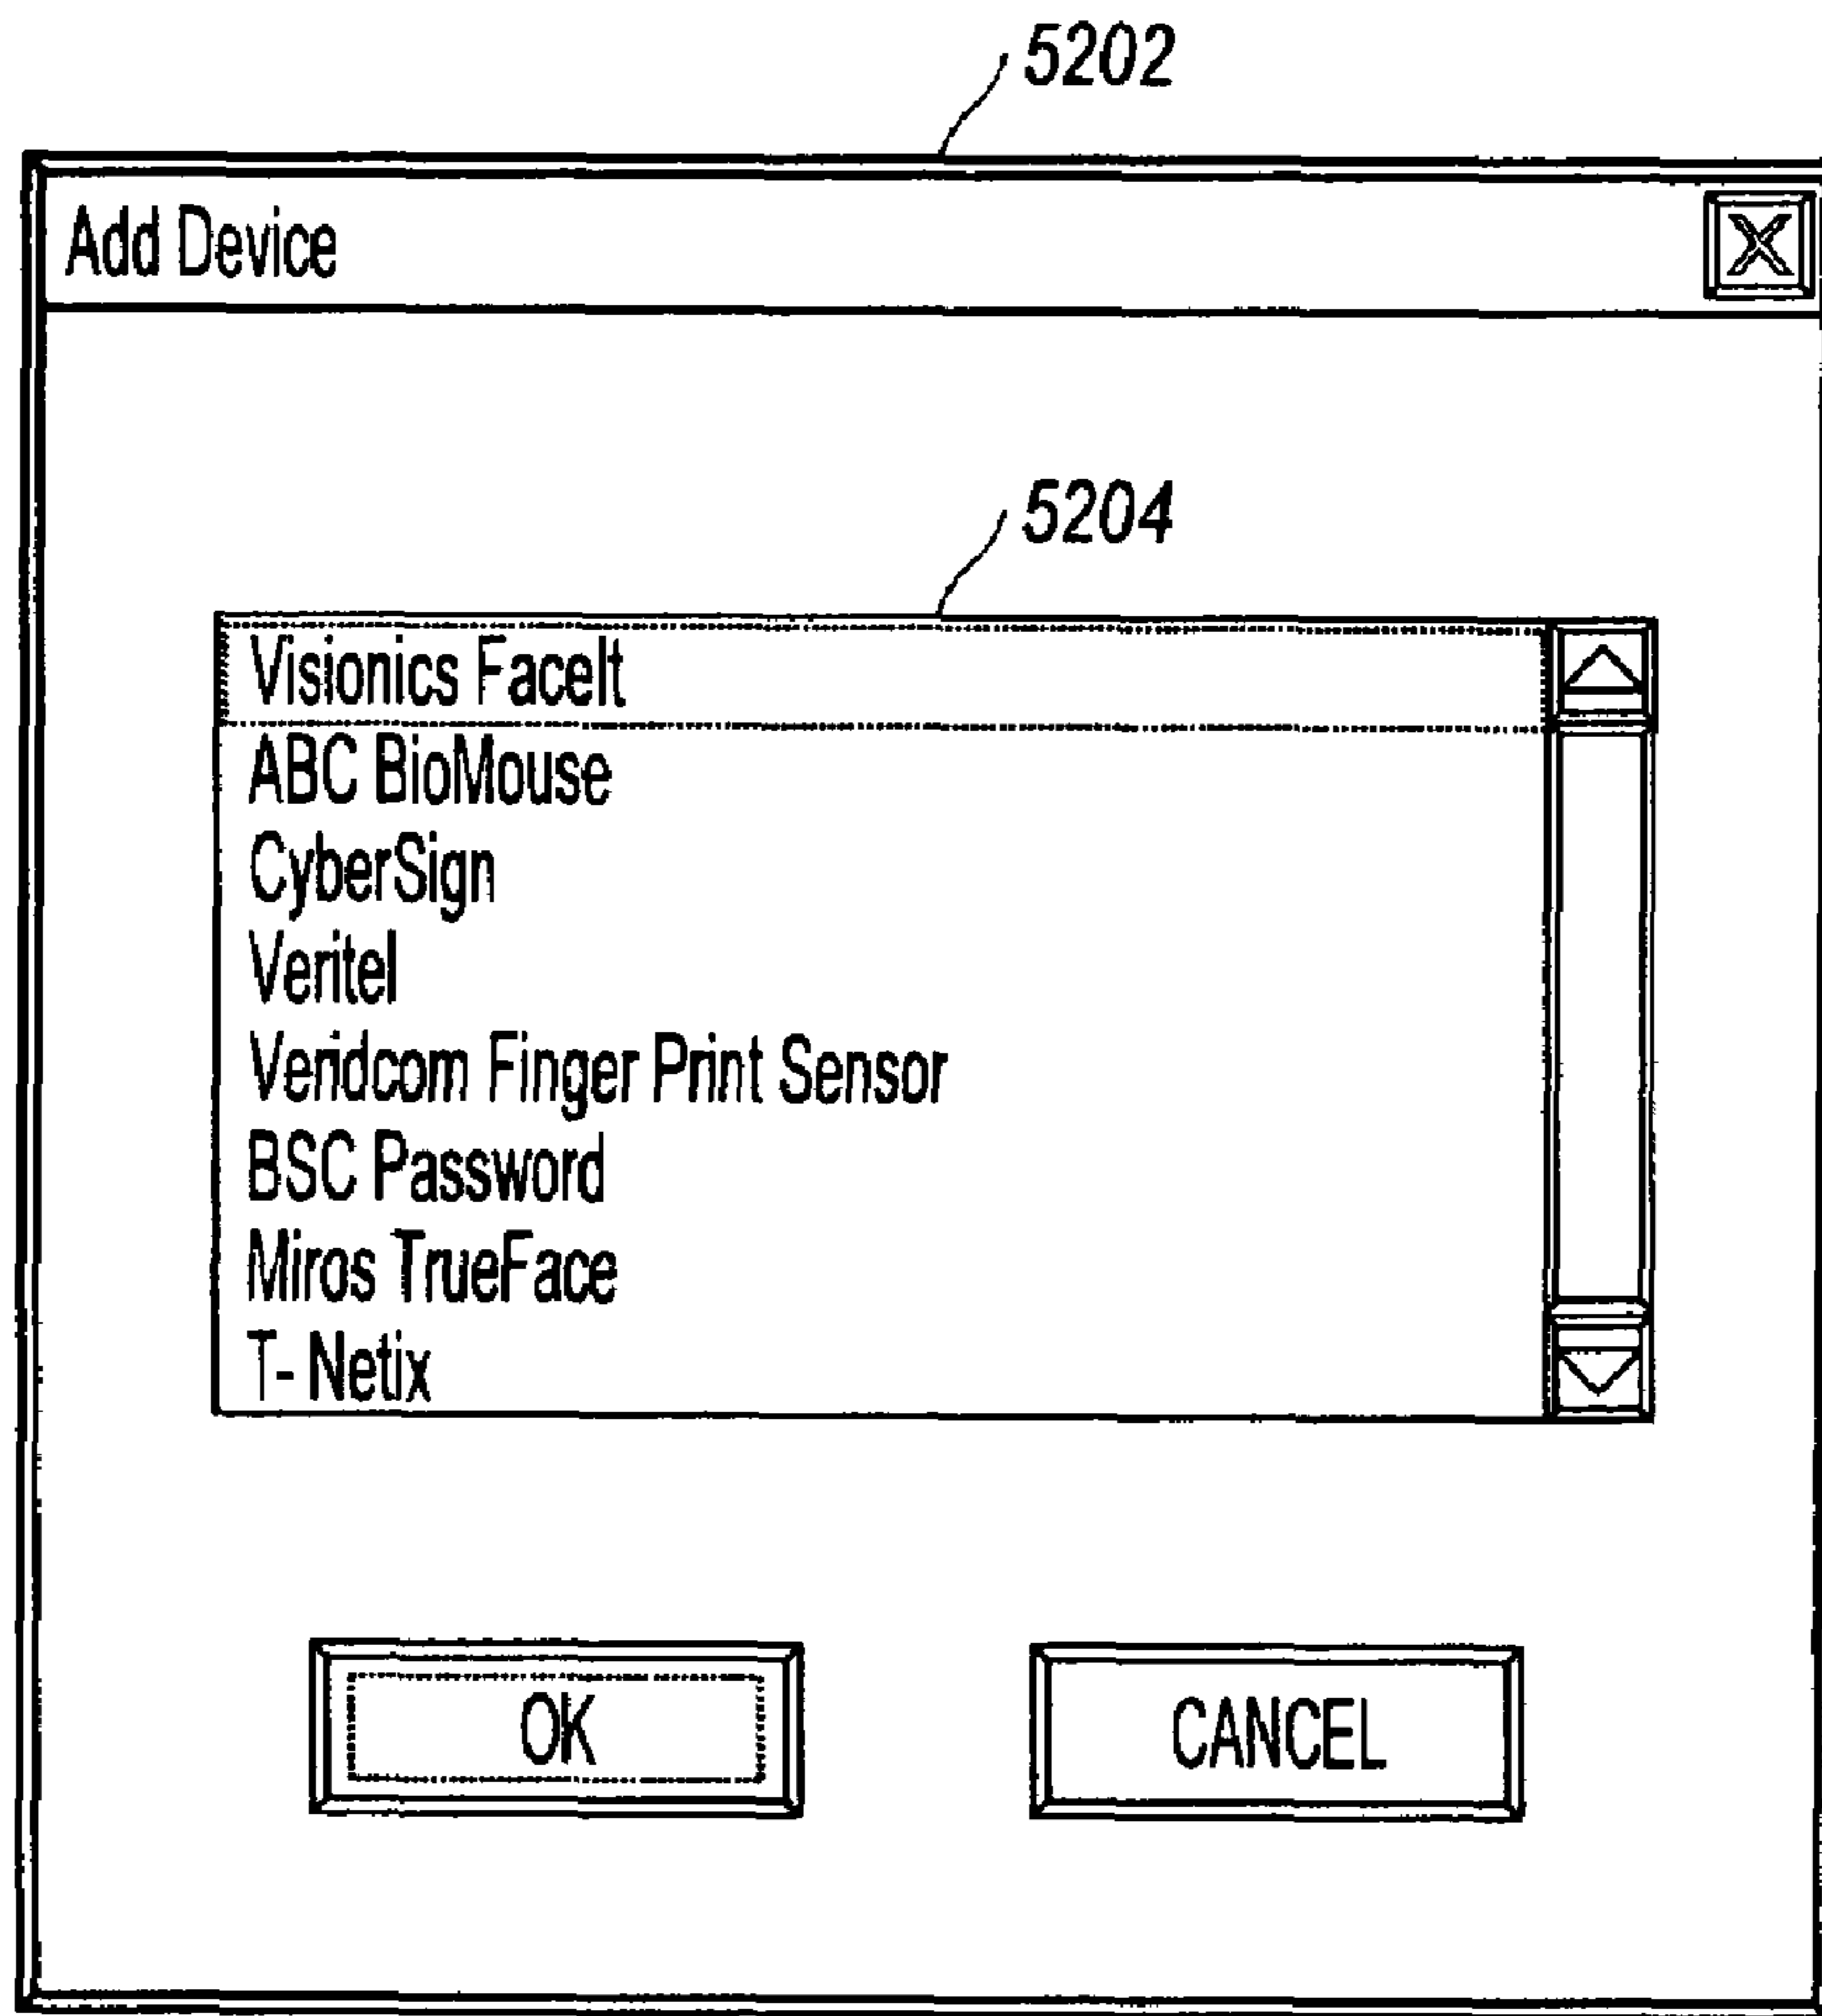 5202
Add Device
X
5204
Visionics FaceIt
ABC BioMouse
CyberSign
Veritel
Veridcom Finger Print Sensor
BSC Password
Miros TrueFace
T- Netix
OK
CANCEL